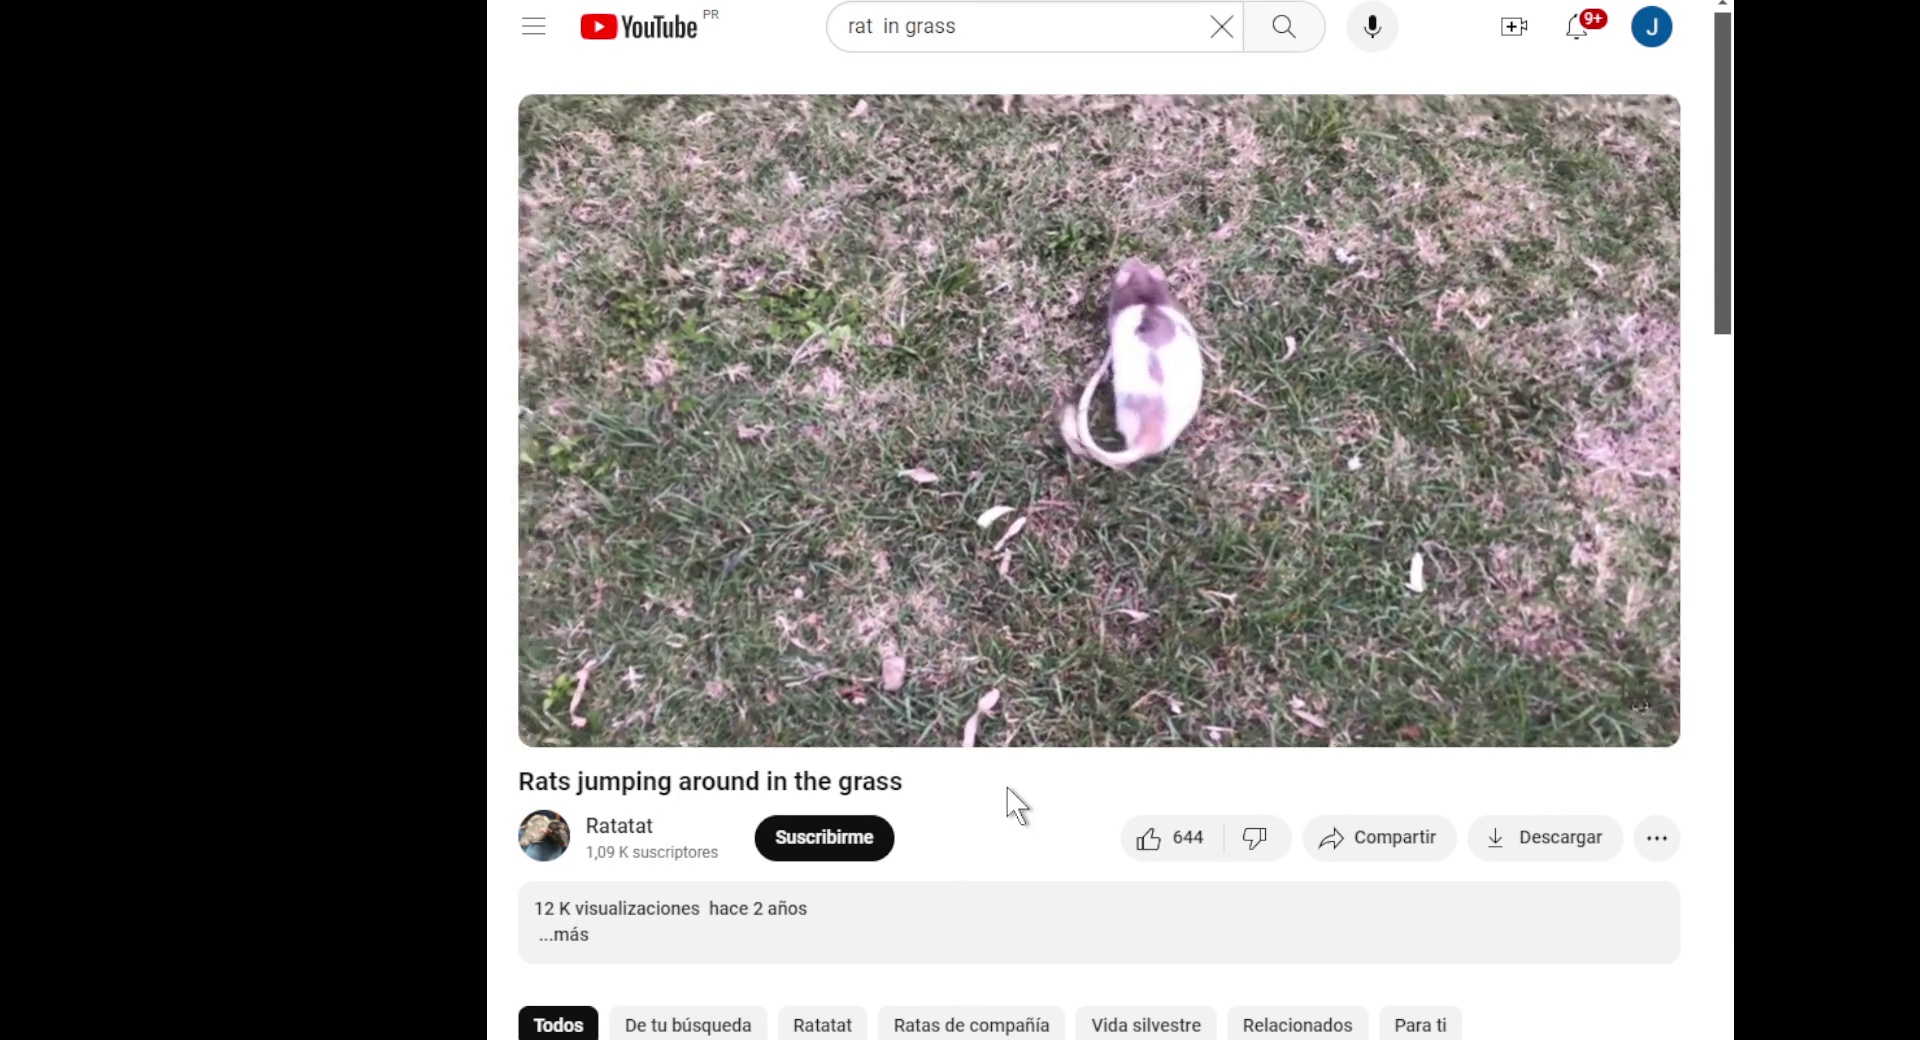 YouTube PR
rat in grass
9+
J
Rats jumping around in the grass
Ratatat
1,09 K suscriptores
Suscribirme
644
Compartir
Descargar
12 K visualizaciones hace 2 años
...más
Todos De tu búsqueda Ratatat Ratas de compañía Vida silvestre Relacionados Para ti